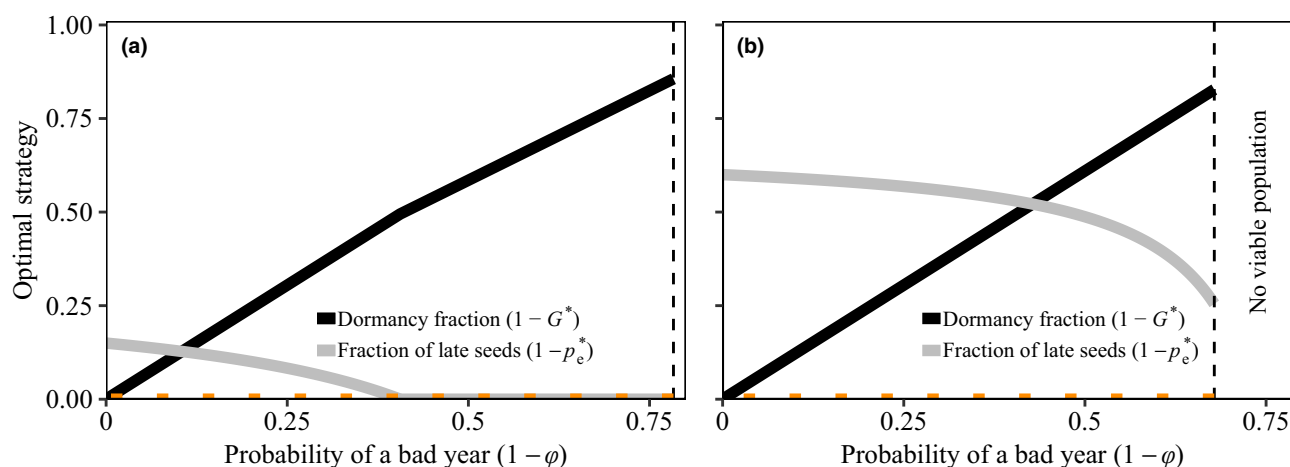 1.00
0.75
0.50
0.25
0.00
Optimal strategy
(a)
Dormancy fraction (1 − G*)
Fraction of late seeds (1 − p*e)
0
0.25
0.5
0.75
Probability of a bad year (1 − φ)
(b)
No viable population
Dormancy fraction (1 − G*)
Fraction of late seeds (1 − p*e)
0
0.25
0.5
0.75
Probability of a bad year (1 − φ)